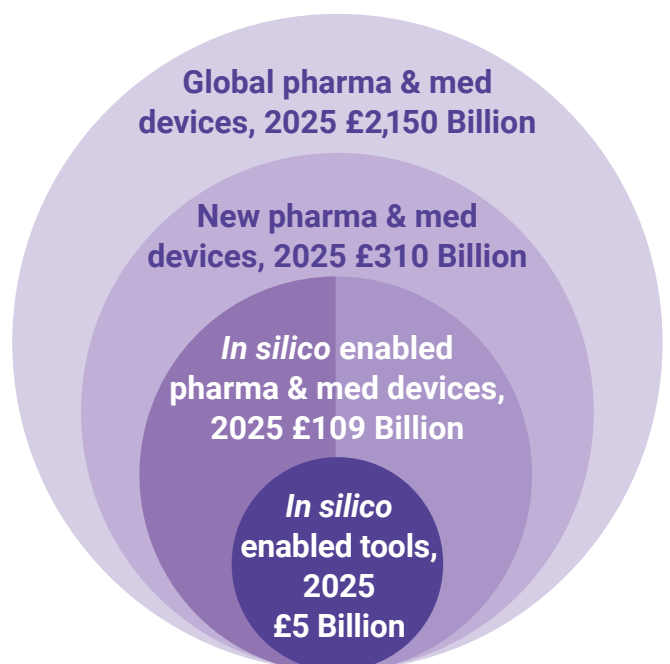 Global pharma & med
devices, 2025 £2,150 Billion
New pharma & med
devices, 2025 £310 Billion
In silico enabled
pharma & med devices,
2025 £109 Billion
In silico
enabled tools,
2025
£5 Billion